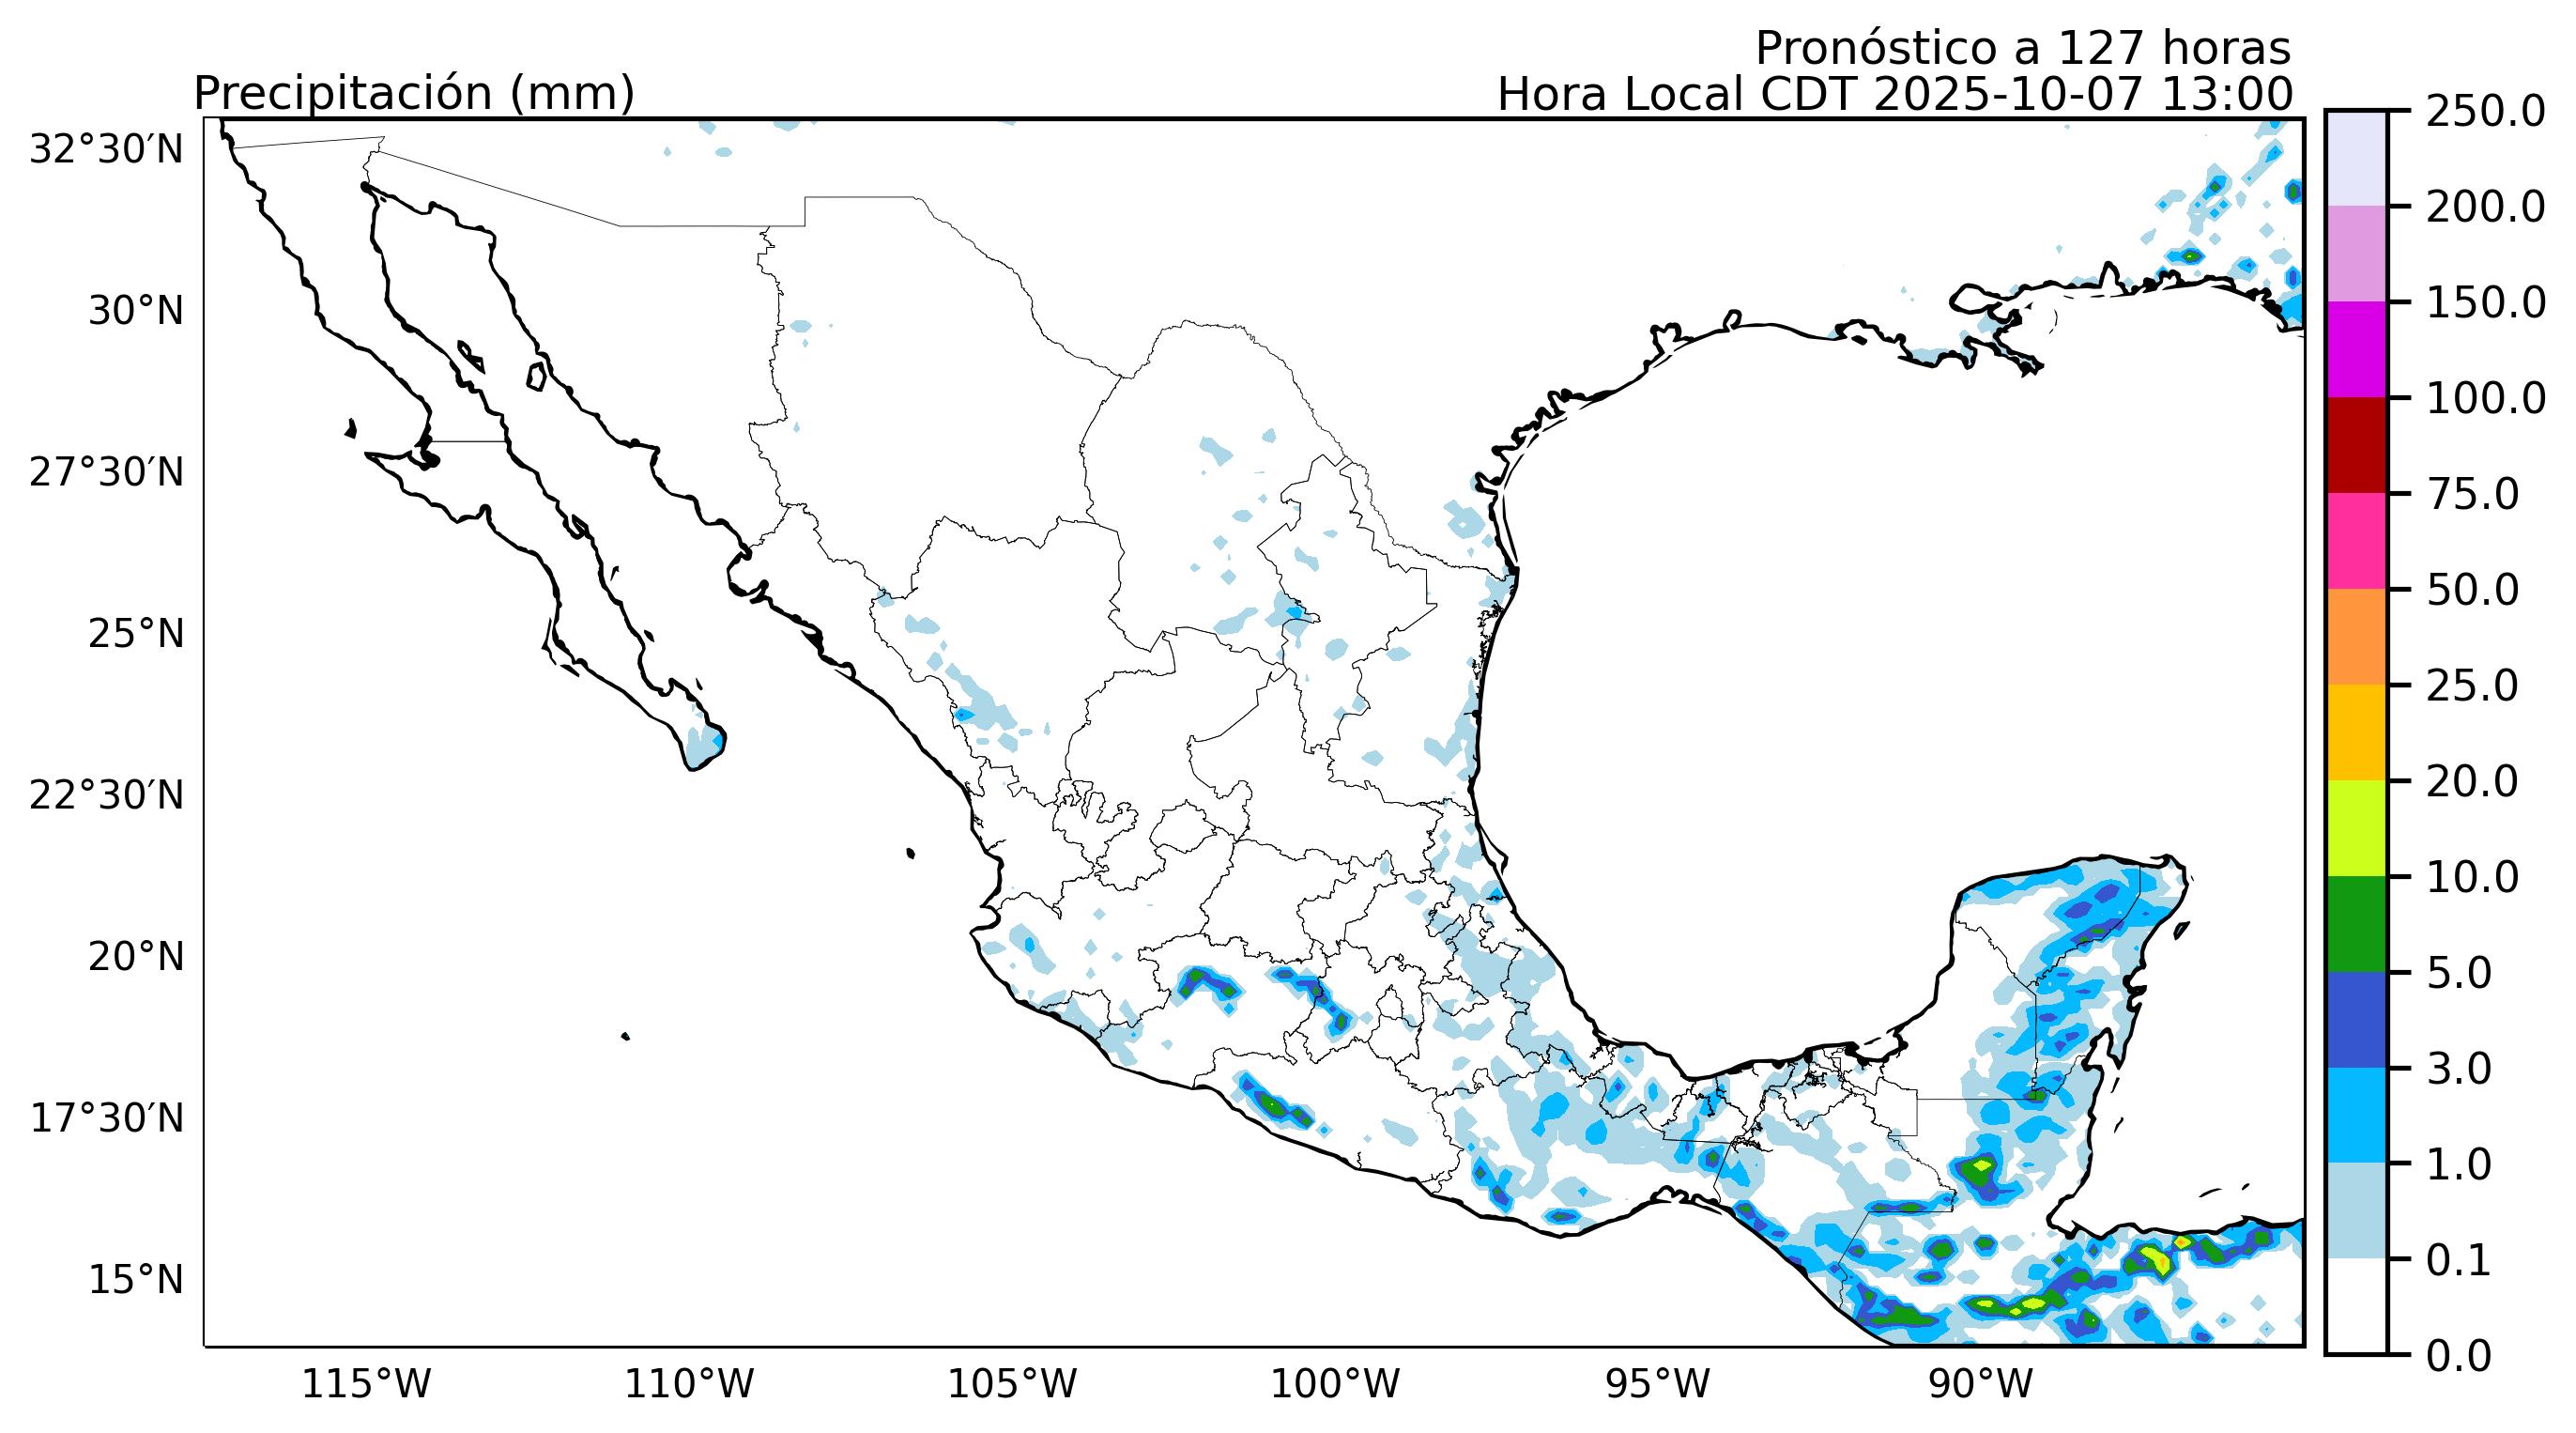 Pronóstico a 127 horas
Precipitación (mm)
Hora Local CDT 2025-10-07 13:00
32°30′N
30°N
27°30′N
25°N
22°30′N
20°N
17°30′N
15°N
115°W
110°W
105°W
100°W
95°W
90°W
250.0
200.0
150.0
100.0
75.0
50.0
25.0
20.0
10.0
5.0
3.0
1.0
0.1
0.0